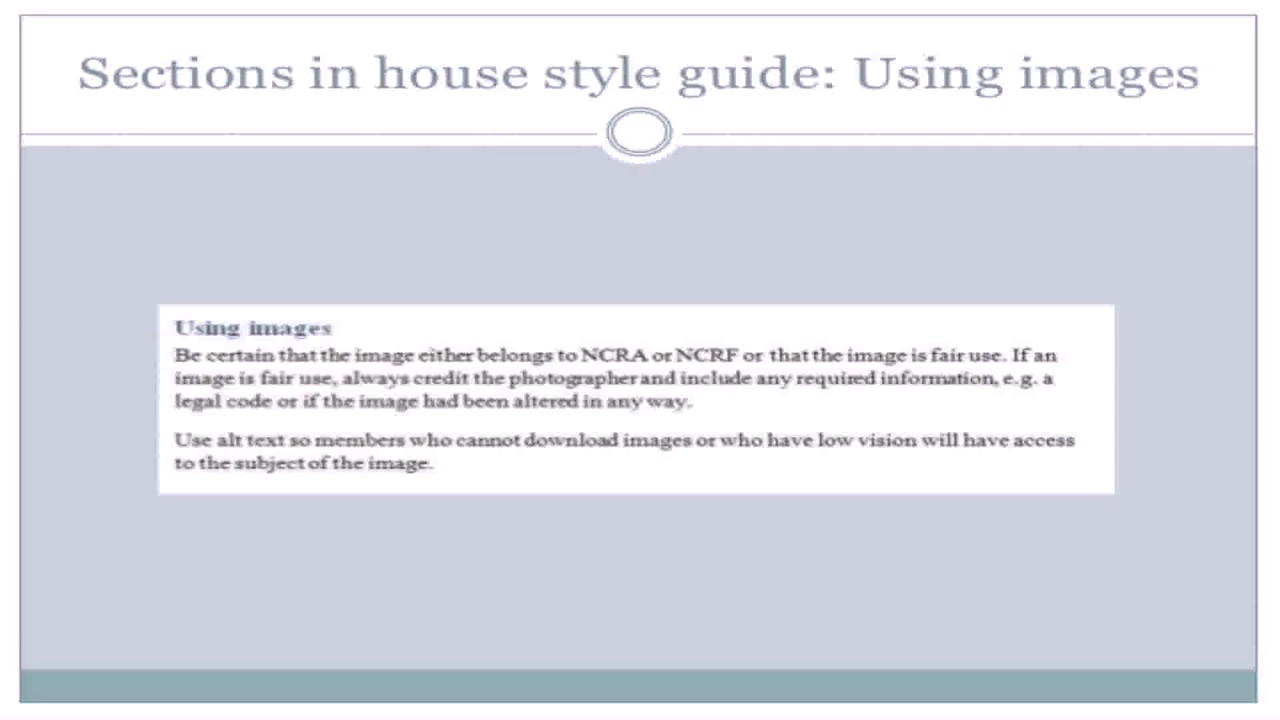 Sections in house style guide: Using images
Using images
Be certain that the image either belongs to NCRA or NCRF or that the image is fair use. If an
image is fair use, always credit the photographer and include any required information, e.g. a
legal code or if the image had been altered in any way.
Use alt text so members who cannot download images or who have low vision will have access
to the subject of the image.